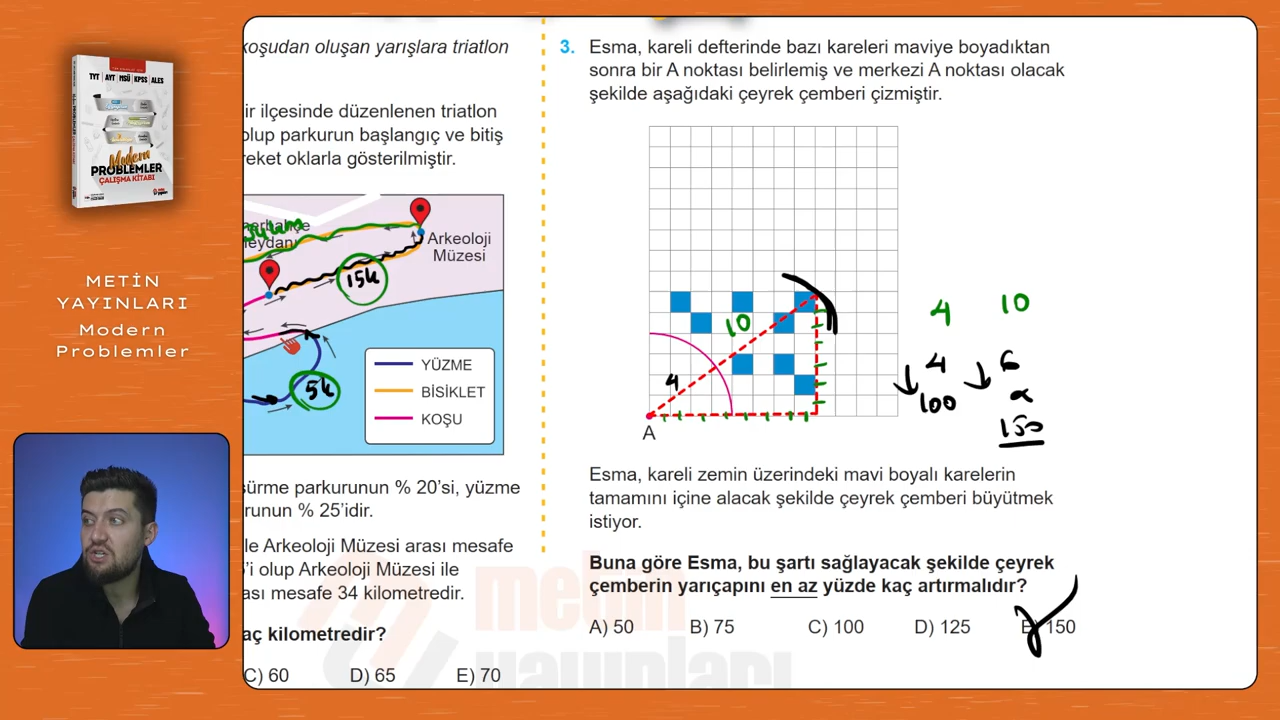 TYT AYT MSÜ KPSS ALES
Modern
PROBLEMLER
ÇALIŞMA KİTABI
METİN
YAYINLARI
Modern
Problemler
koşudan oluşan yarışlara triatlon
ir ilçesinde düzenlenen triatlon
olup parkurun başlangıç ve bitiş
reket oklarla gösterilmiştir.
Arkeoloji
Müzesi
15k
5k
YÜZME
BİSİKLET
KOŞU
sürme parkurunun % 20'si, yüzme
runun % 25'idir.
le Arkeoloji Müzesi arası mesafe
i olup Arkeoloji Müzesi ile
ası mesafe 34 kilometredir.
aç kilometredir?
C) 60 D) 65 E) 70
3. Esma, kareli defterinde bazı kareleri maviye boyadıktan
sonra bir A noktası belirlemiş ve merkezi A noktası olacak
şekilde aşağıdaki çeyrek çemberi çizmiştir.
10
4
A
4 10
4 6
100
150
Esma, kareli zemin üzerindeki mavi boyalı karelerin
tamamını içine alacak şekilde çeyrek çemberi büyütmek
istiyor.
Buna göre Esma, bu şartı sağlayacak şekilde çeyrek
çemberin yarıçapını en az yüzde kaç artırmalıdır?
A) 50 B) 75 C) 100 D) 125 E) 150
metin
yayınları